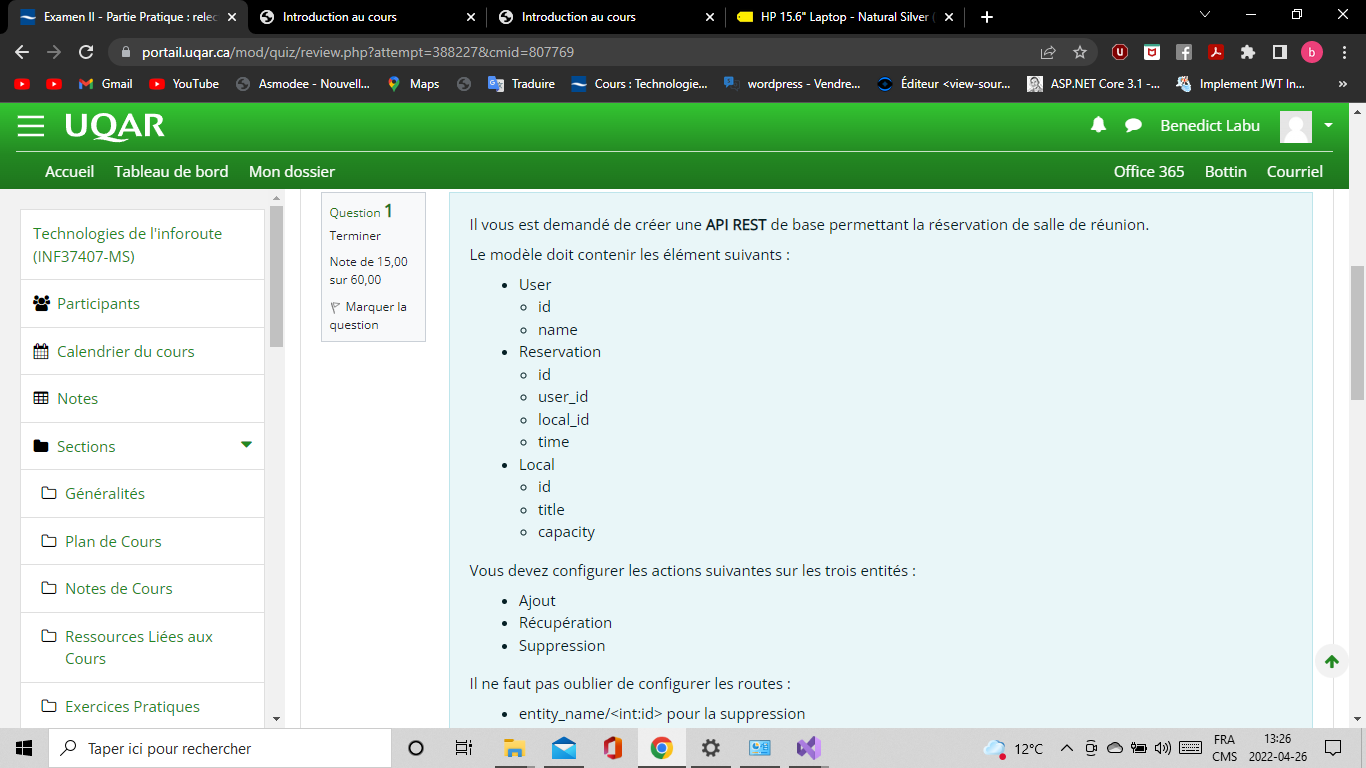 Examen II - Partie Pratique : relec
Introduction au cours
Introduction au cours
HP 15.6" Laptop - Natural Silver (
portail.uqar.ca/mod/quiz/review.php?attempt=388227&cmid=807769
b
Gmail
YouTube
Asmodee - Nouvell...
Maps
Traduire
Cours : Technologie...
wordpress - Vendre...
Éditeur <view-sour...
ASP.NET Core 3.1 -...
Implement JWT In...
»
UQAR
Benedict Labu
Accueil
Tableau de bord
Mon dossier
Office 365
Bottin
Courriel
Technologies de l'inforoute
(INF37407-MS)
Participants
Calendrier du cours
Notes
Sections
Généralités
Plan de Cours
Notes de Cours
Ressources Liées aux
Cours
Exercices Pratiques
Question 1
Terminer
Note de 15,00
sur 60,00
Marquer la
question
Il vous est demandé de créer une API REST de base permettant la réservation de salle de réunion.
Le modèle doit contenir les élément suivants :
User
id
name
Reservation
id
user_id
local_id
time
Local
id
title
capacity
Vous devez configurer les actions suivantes sur les trois entités :
Ajout
Récupération
Suppression
Il ne faut pas oublier de configurer les routes :
entity_name/<int:id> pour la suppression
Taper ici pour rechercher
12°C
FRA
CMS
13:26
2022-04-26